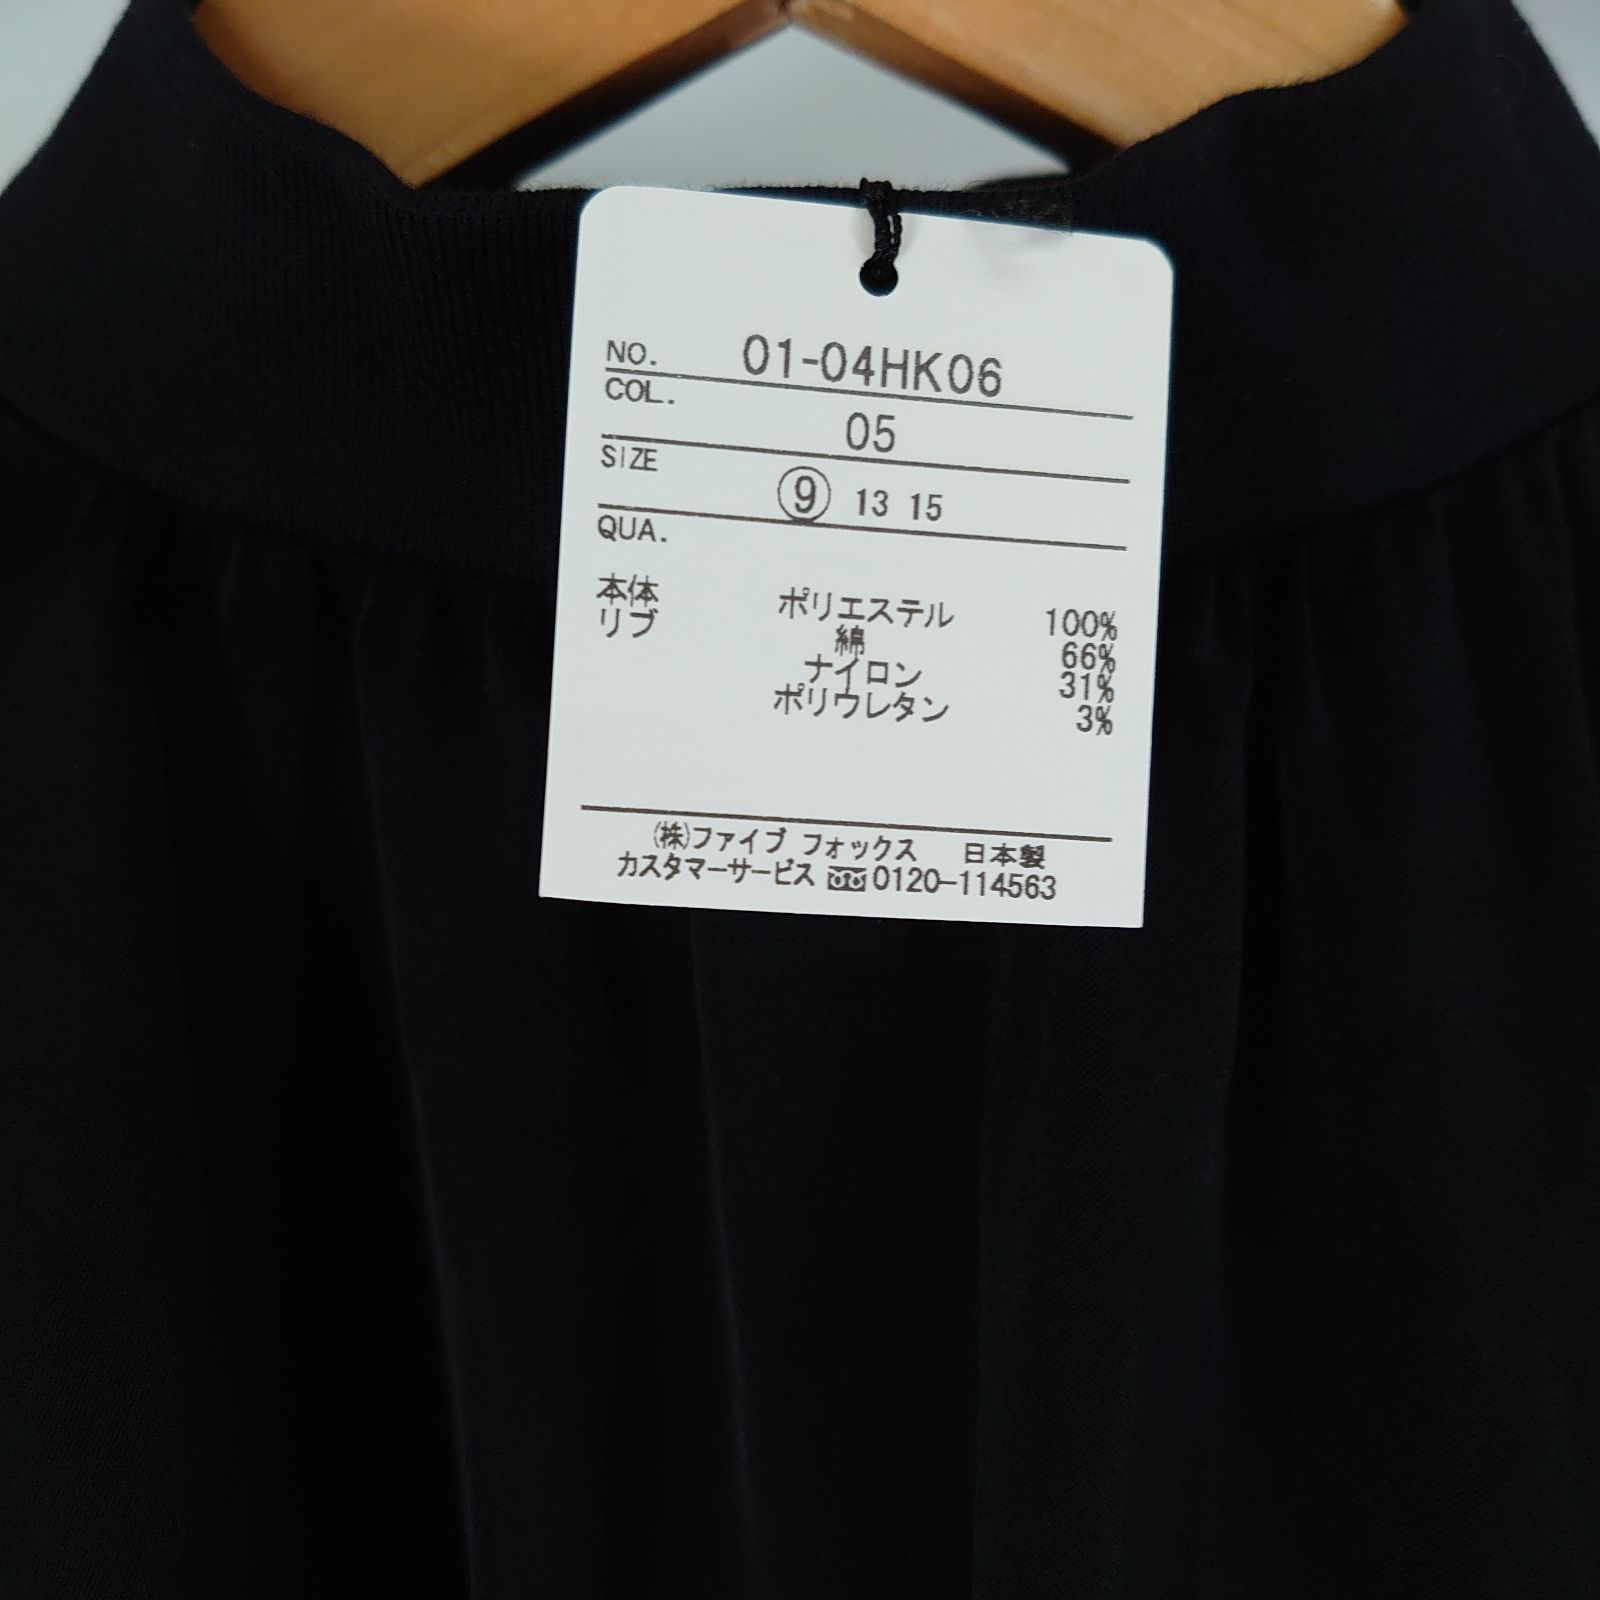 NO. 01-04HK06
COL. 05
SIZE ⑨ 13 15
QUA.
本体 ポリエステル 100%
リブ 綿 66%
ナイロン 31%
ポリウレタン 3%
(株)ファイブ フォックス 日本製
カスタマーサービス 0120-114563